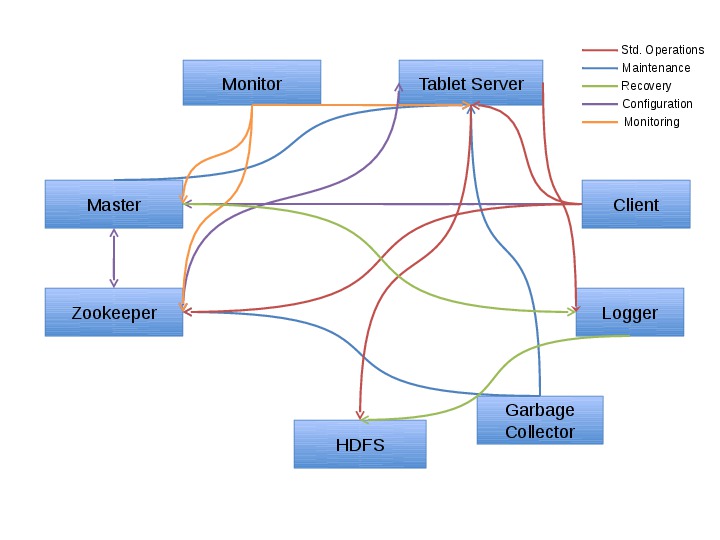 Std. Operations
Maintenance
Recovery
Configuration
Monitoring
Monitor
Tablet Server
Master
Client
Zookeeper
Logger
Garbage
Collector
HDFS